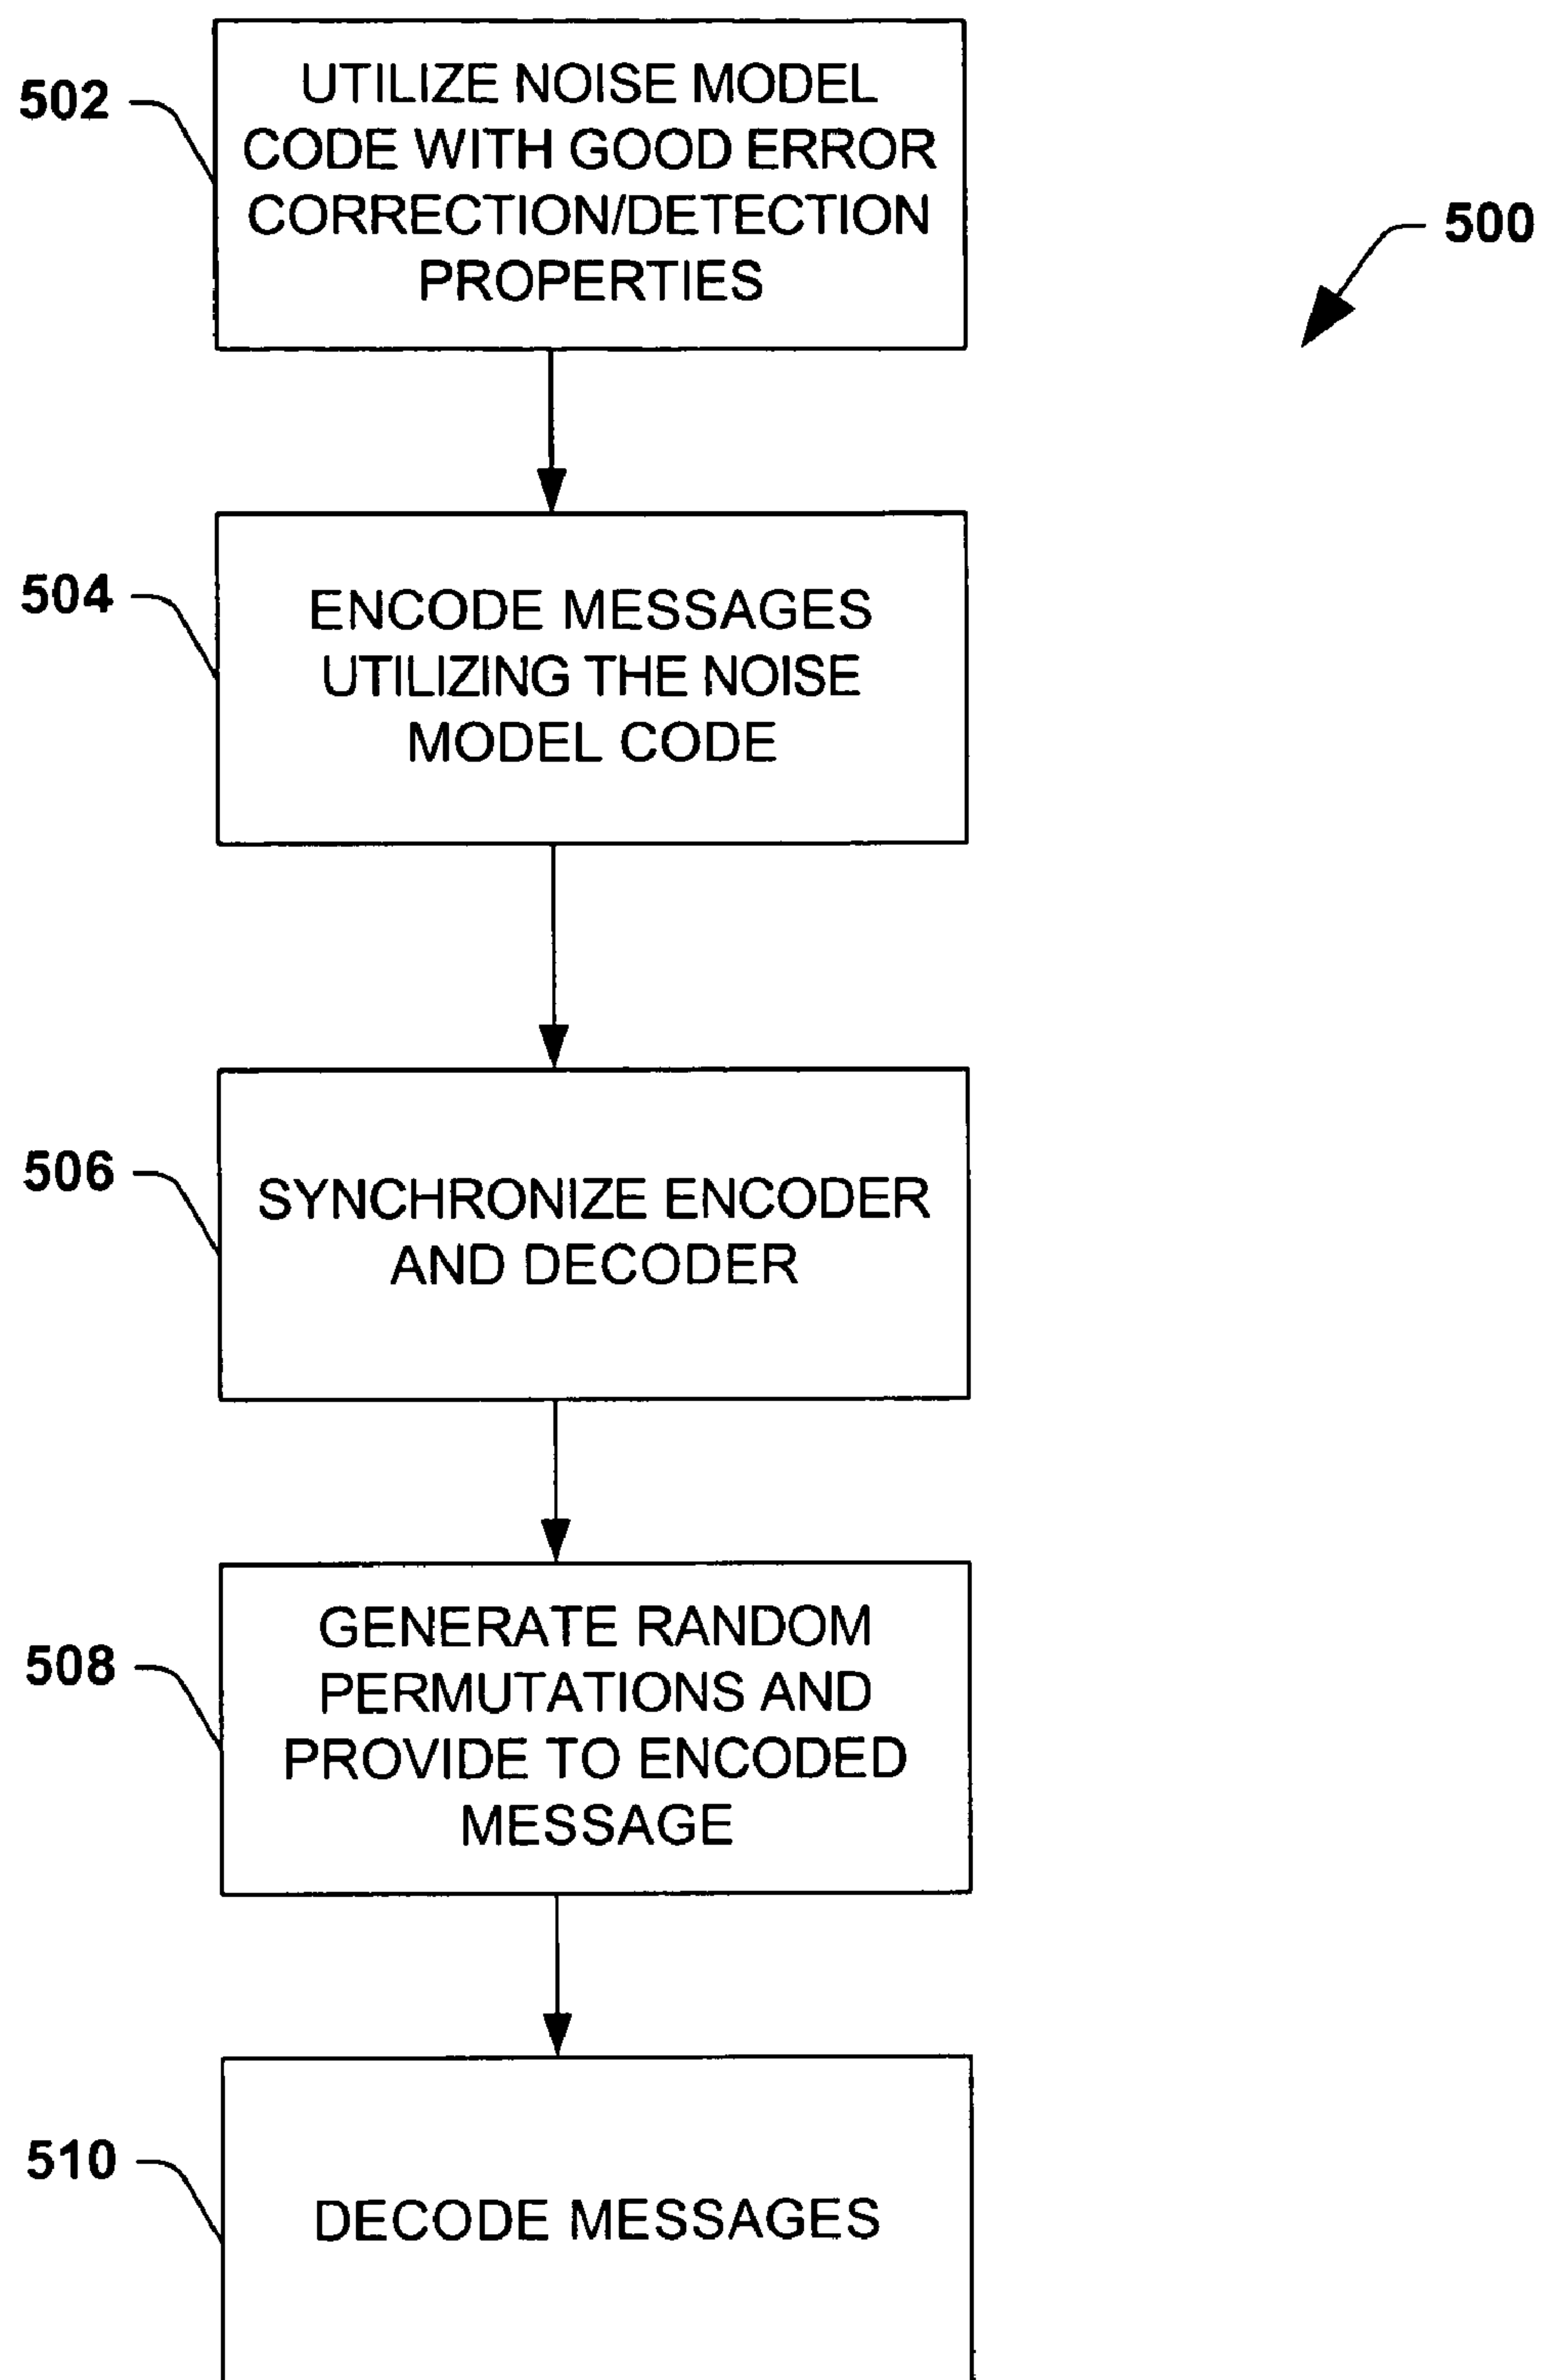 502
UTILIZE NOISE MODEL
CODE WITH GOOD ERROR
CORRECTION/DETECTION
PROPERTIES
500
504
ENCODE MESSAGES
UTILIZING THE NOISE
MODEL CODE
506
SYNCHRONIZE ENCODER
AND DECODER
508
GENERATE RANDOM
PERMUTATIONS AND
PROVIDE TO ENCODED
MESSAGE
510
DECODE MESSAGES